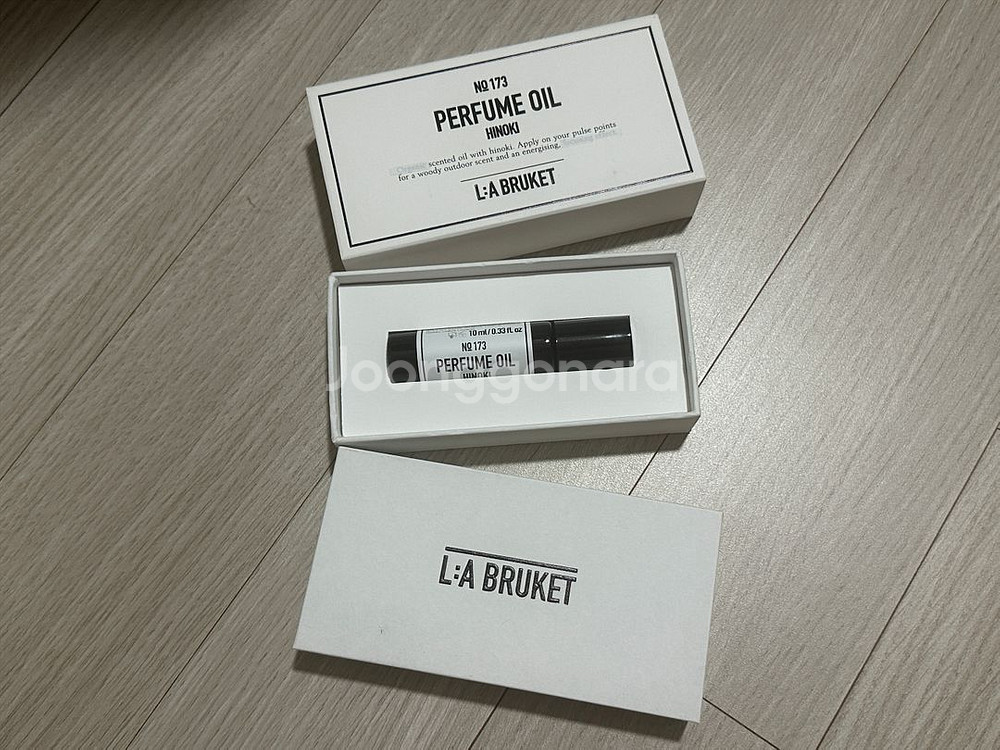 No 173
PERFUME OIL
HINOKI
scented oil with hinoki. Apply on your pulse points
for a woody outdoor scent and an energising,
L:A BRUKET
10 ml / 0.33 fl. oz
No 173
PERFUME OIL
HINOKI
Joonggonara
L:A BRUKET